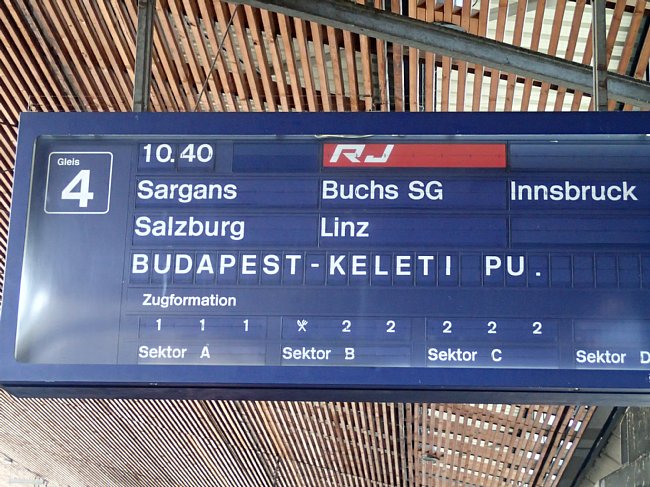 Gleis
4
10.40 RJ
Sargans Buchs SG Innsbruck
Salzburg Linz
BUDAPEST-KELETI PU.
Zugformation
1 1 1 2 2 2 2 2
Sektor A Sektor B Sektor C Sektor D